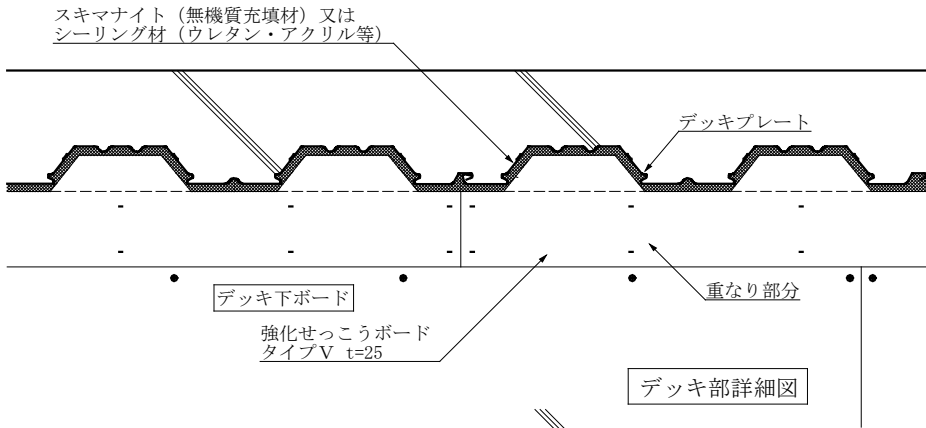 スキマナイト（無機質充填材）又は
シーリング材（ウレタン・アクリル等）
デッキプレート
デッキ下ボード
重なり部分
強化せっこうボード
タイプⅤ t=25
デッキ部詳細図